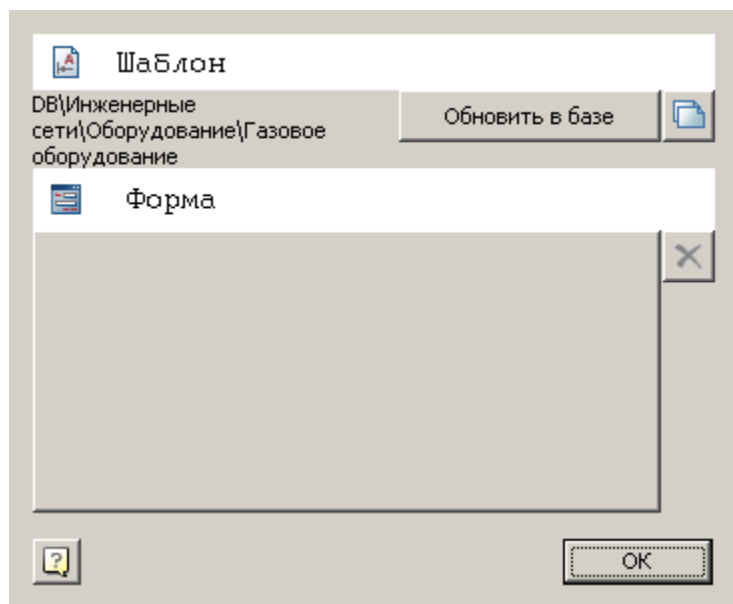 Шаблон
DB\Инженерные
сети\Оборудование\Газовое
оборудование
Обновить в базе
Форма
OK